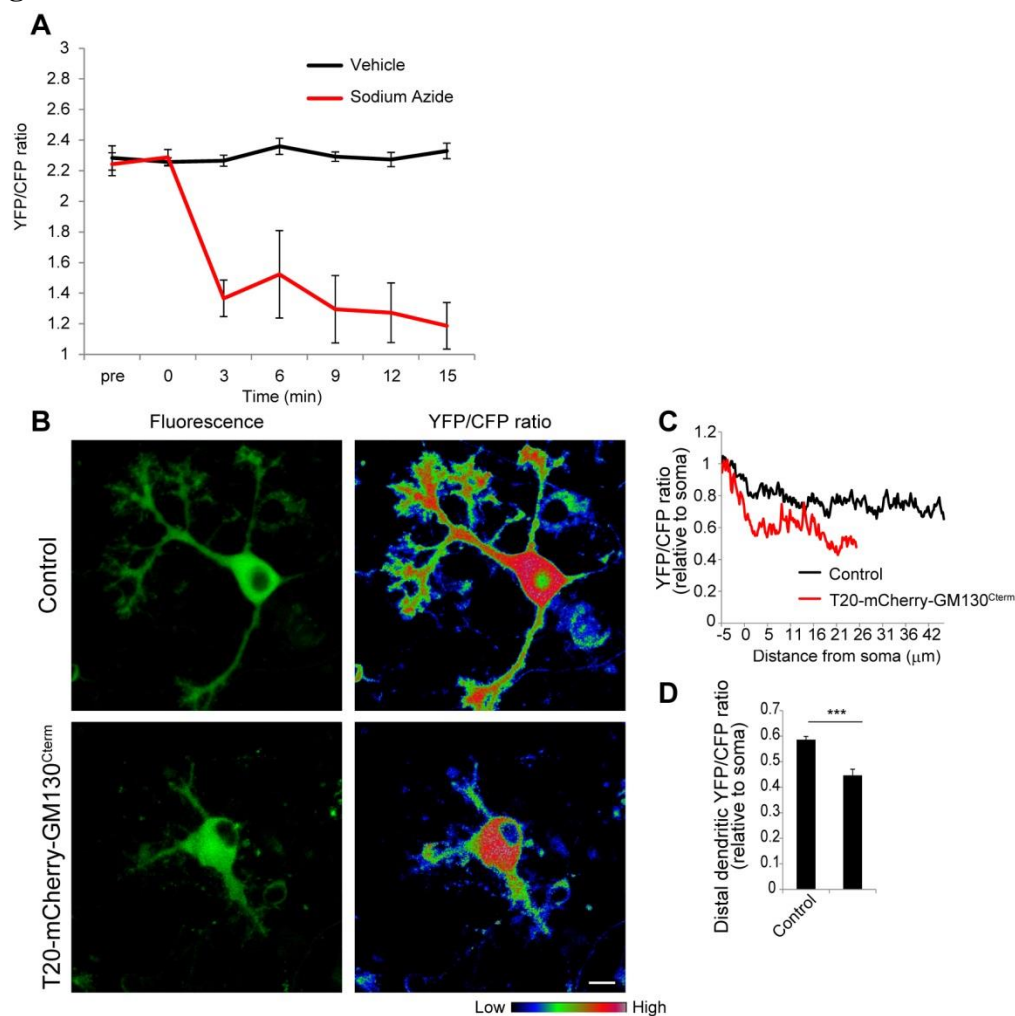 A
3
2.8
2.6
2.4
2.2
2
1.8
1.6
1.4
1.2
1
YFP/CFP ratio
Vehicle
Sodium Azide
pre 0 3 6 9 12 15
Time (min)
B
Fluorescence YFP/CFP ratio
Control
T20-mCherry-GM130Cterm
Low High
C
1.2
1
0.8
0.6
0.4
0.2
0
YFP/CFP ratio
(relative to soma)
Control
T20-mCherry-GM130Cterm
-5 0 5 11 16 21 26 31 36 42
Distance from soma (μm)
D
0.7
0.6
0.5
0.4
0.3
0.2
0.1
0
Distal dendritic YFP/CFP ratio
(relative to soma)
***
Control